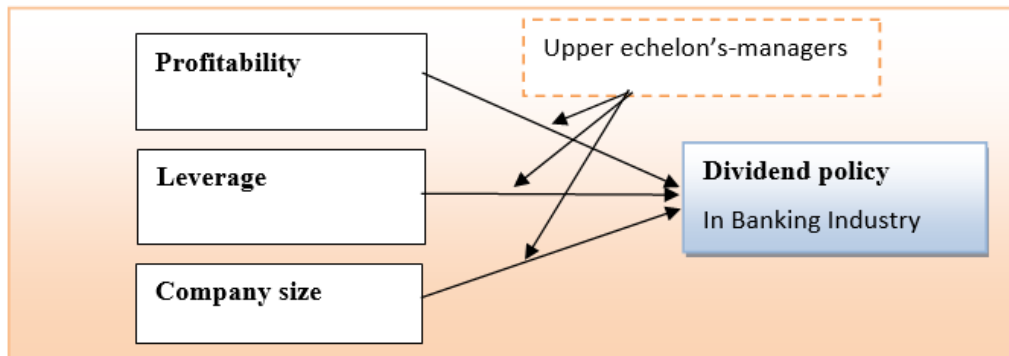 Profitability
Upper echelon's-managers
Leverage
Dividend policy
In Banking Industry
Company size